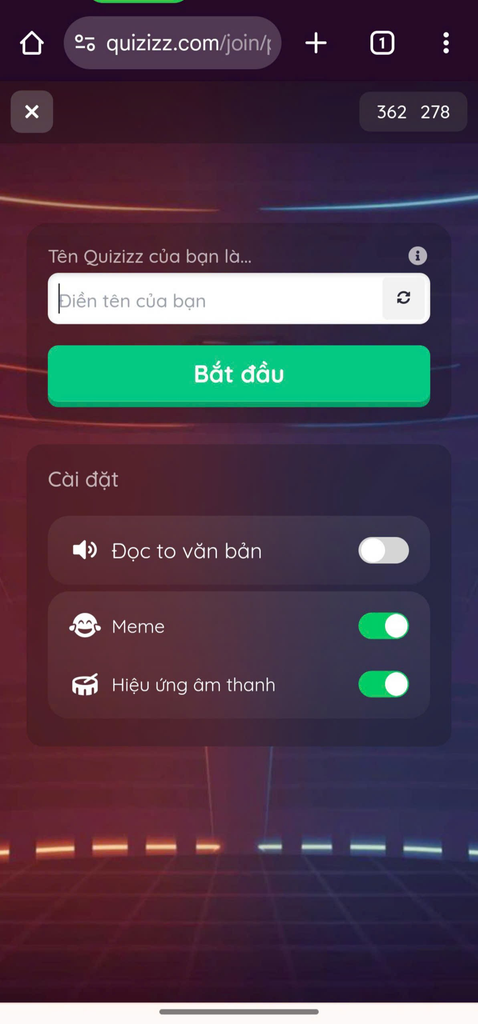 quizizz.com/join/
1
362 278
Tên Quizizz của bạn là...
Điền tên của bạn
Bắt đầu
Cài đặt
Đọc to văn bản
Meme
Hiệu ứng âm thanh